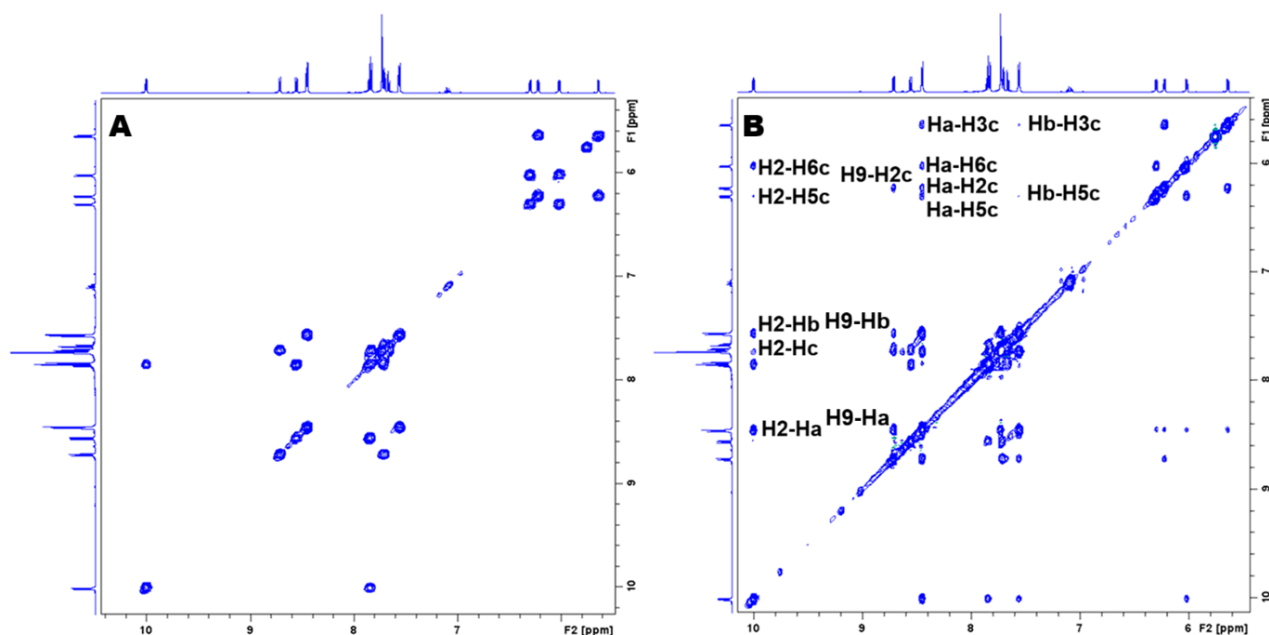 A
6
7
8
9
10
F1 [ppm]
10
9
8
7
F2 [ppm]
B
Ha-H3c Hb-H3c
H2-H6c H9-H2c Ha-H6c
Ha-H2c
H2-H5c Ha-H5c Hb-H5c
H2-Hb H9-Hb
H2-Hc
H2-Ha H9-Ha
6
7
8
9
10
F1 [ppm]
10
9
8
7
6
F2 [ppm]